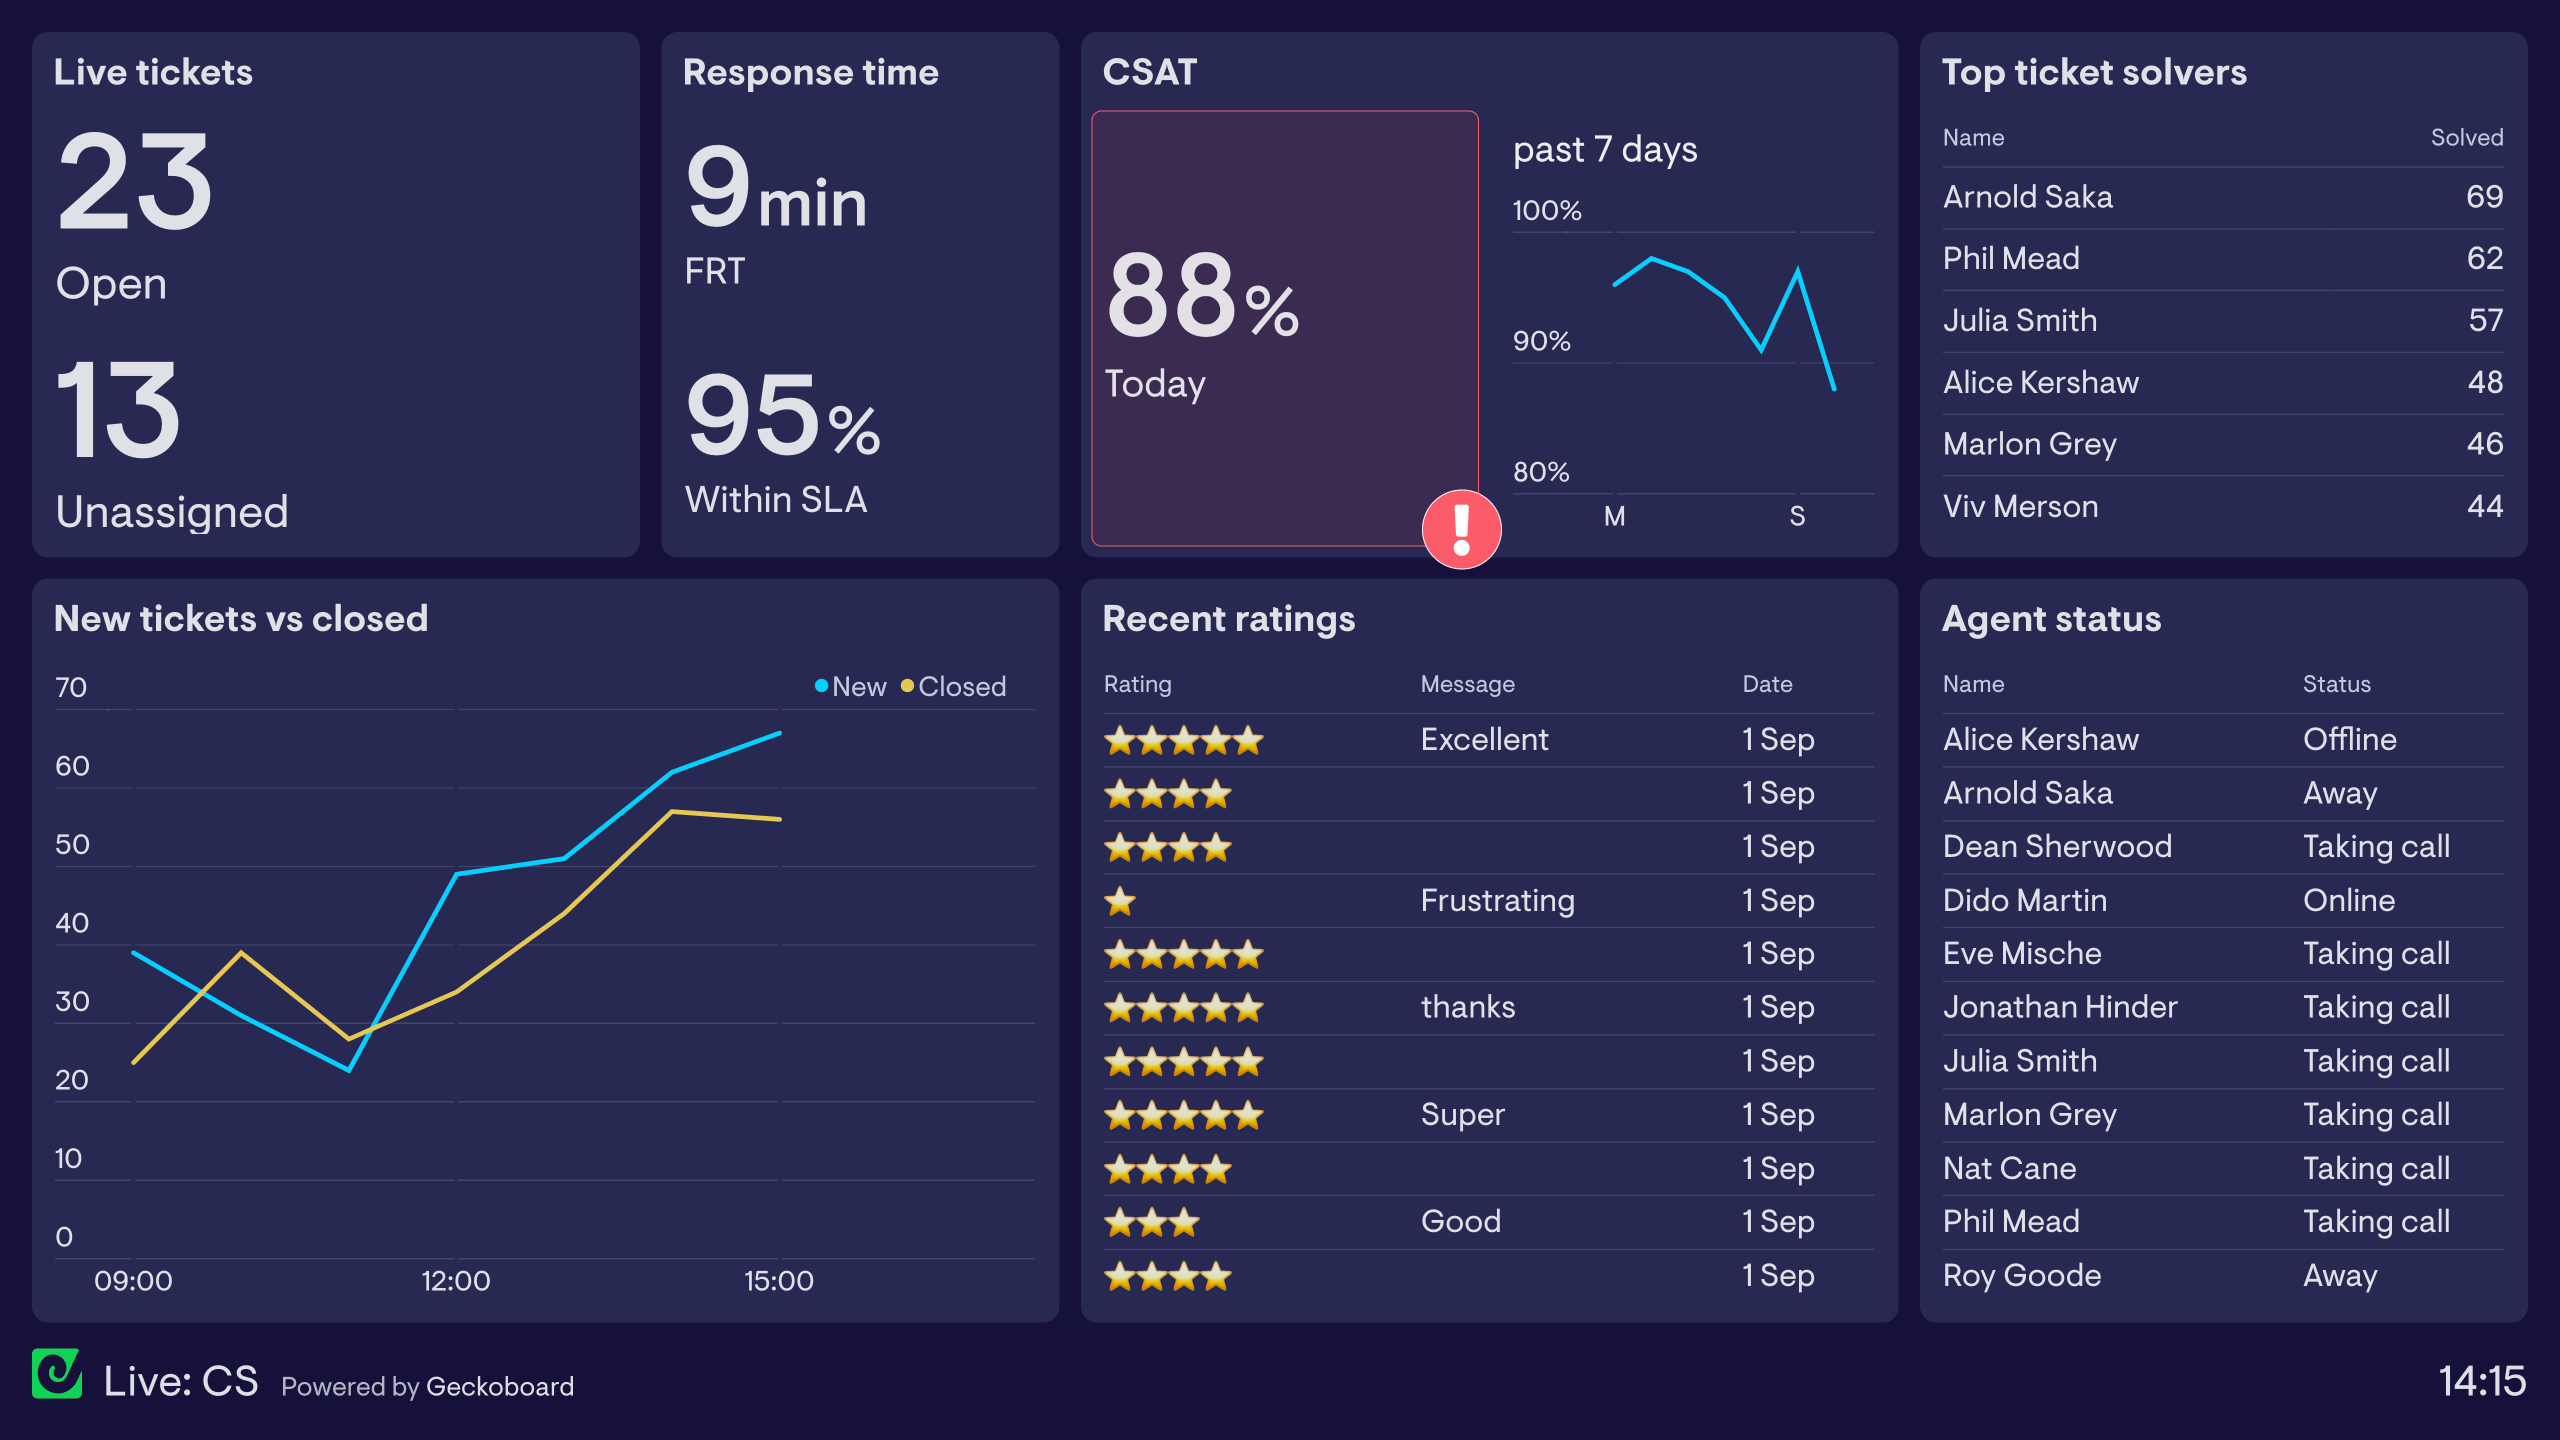 Live tickets
23
Open
13
Unassigned
Response time
9min
FRT
95%
Within SLA
CSAT
88%
Today
!
past 7 days
100%
90%
80%
M S
Top ticket solvers
Name Solved
Arnold Saka 69
Phil Mead 62
Julia Smith 57
Alice Kershaw 48
Marlon Grey 46
Viv Merson 44
New tickets vs closed
New Closed
70
60
50
40
30
20
10
0
09:00 12:00 15:00
Recent ratings
Rating Message Date
⭐⭐⭐⭐⭐ Excellent 1 Sep
⭐⭐⭐⭐ 1 Sep
⭐⭐⭐⭐ 1 Sep
⭐ Frustrating 1 Sep
⭐⭐⭐⭐⭐ 1 Sep
⭐⭐⭐⭐⭐ thanks 1 Sep
⭐⭐⭐⭐⭐ 1 Sep
⭐⭐⭐⭐⭐ Super 1 Sep
⭐⭐⭐⭐ 1 Sep
⭐⭐⭐ Good 1 Sep
⭐⭐⭐⭐ 1 Sep
Agent status
Name Status
Alice Kershaw Offline
Arnold Saka Away
Dean Sherwood Taking call
Dido Martin Online
Eve Mische Taking call
Jonathan Hinder Taking call
Julia Smith Taking call
Marlon Grey Taking call
Nat Cane Taking call
Phil Mead Taking call
Roy Goode Away
Live: CS Powered by Geckoboard
14:15